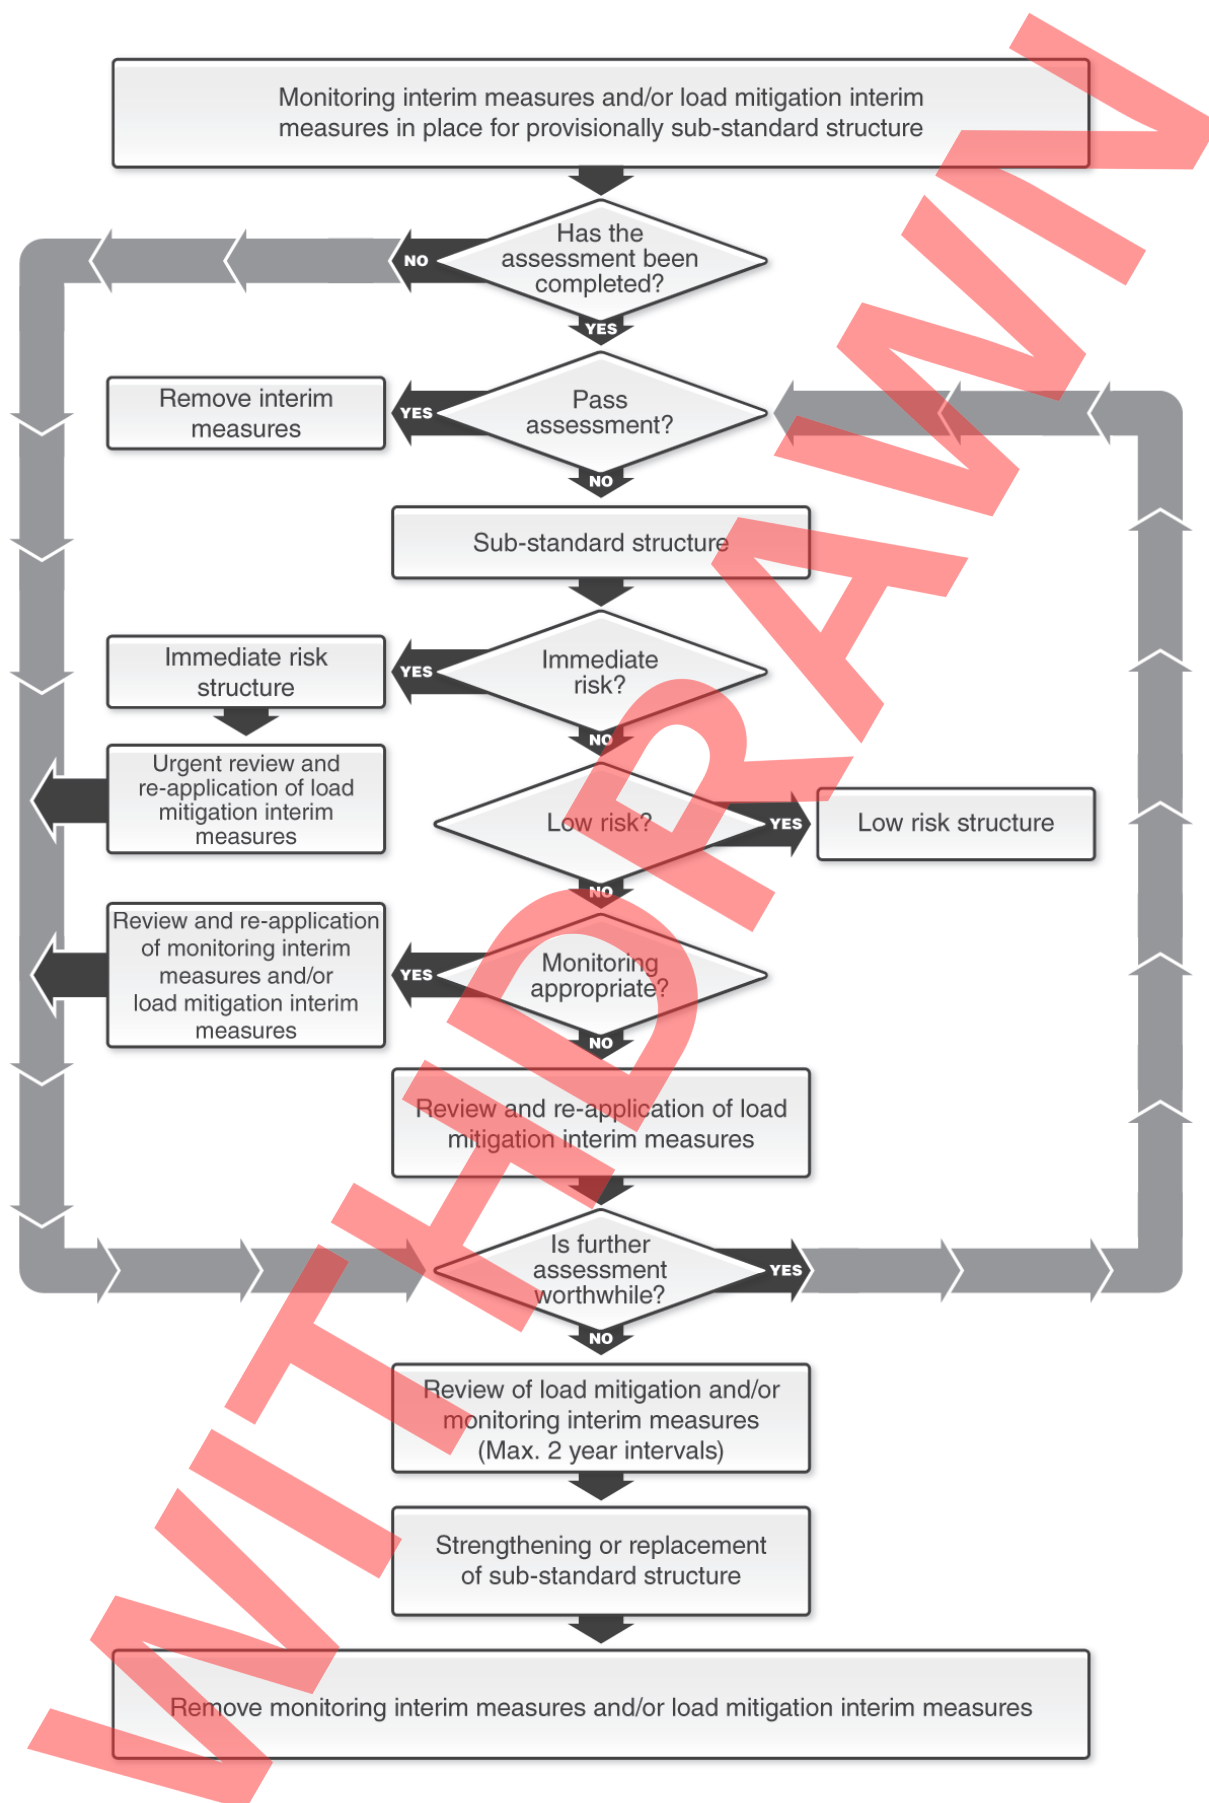 Monitoring interim measures and/or load mitigation interim
measures in place for provisionally sub-standard structure
Has the
assessment been
completed?
NO
YES
Remove interim
measures
YES
Pass
assessment?
NO
Sub-standard structure
Immediate risk
structure
YES
Immediate
risk?
NO
Urgent review and
re-application of load
mitigation interim
measures
Low risk?
YES
Low risk structure
NO
Review and re-application
of monitoring interim
measures and/or
load mitigation interim
measures
YES
Monitoring
appropriate?
NO
Review and re-application of load
mitigation interim measures
Is further
assessment
worthwhile?
YES
NO
Review of load mitigation and/or
monitoring interim measures
(Max. 2 year intervals)
Strengthening or replacement
of sub-standard structure
Remove monitoring interim measures and/or load mitigation interim measures
WITHDRAWN